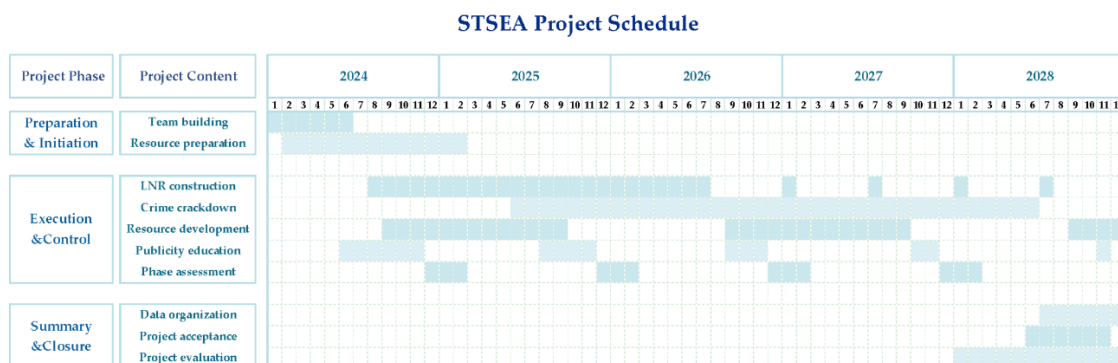 STSEA Project Schedule
Project Phase Project Content 2024 2025 2026 2027 2028
1 2 3 4 5 6 7 8 9 10 11 12 1 2 3 4 5 6 7 8 9 10 11 12 1 2 3 4 5 6 7 8 9 10 11 12 1 2 3 4 5 6 7 8 9 10 11 12 1 2 3 4 5 6 7 8 9 10 11
Preparation
& Initiation
Team building
Resource preparation
Execution
&Control
LNR construction
Crime crackdown
Resource development
Publicity education
Phase assessment
Summary
&Closure
Data organization
Project acceptance
Project evaluation